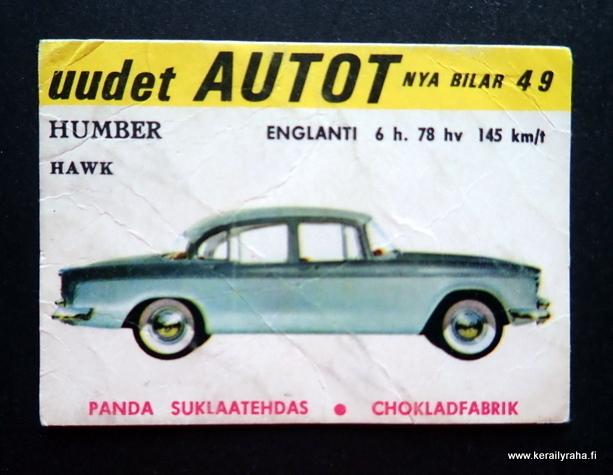 uudet AUTOT NYA BILAR 49
HUMBER ENGLANTI 6 h. 78 hv 145 km/t
HAWK
PANDA SUKLAATEHDAS • CHOKLADFABRIK
www.kerailyraha.fi